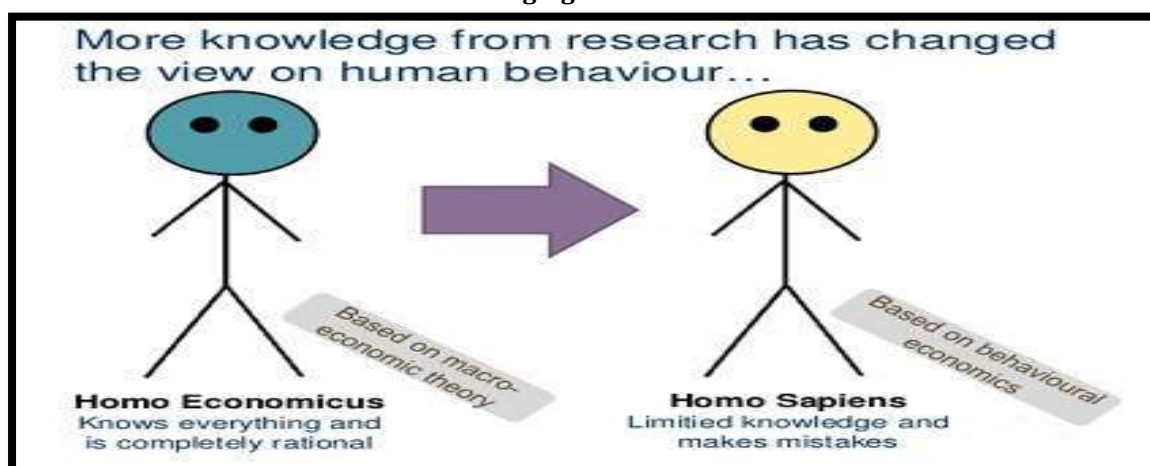 More knowledge from research has changed
the view on human behaviour...
Based on macro-
economic theory
Based on behavioural
economics
Homo Economicus
Knows everything and
is completely rational
Homo Sapiens
Limitied knowledge and
makes mistakes